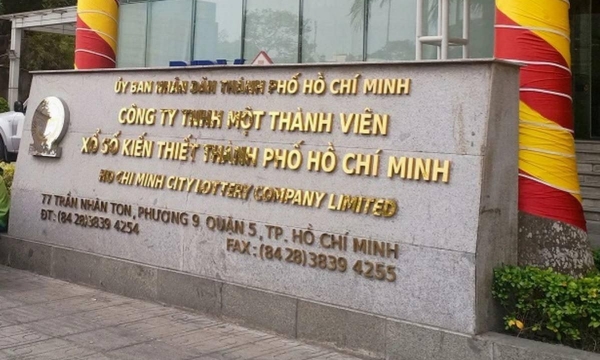 ỦY BAN NHÂN DÂN THÀNH PHỐ HỒ CHÍ MINH
CÔNG TY TNHH MỘT THÀNH VIÊN
XỔ SỐ KIẾN THIẾT THÀNH PHỐ HỒ CHÍ MINH
HO CHI MINH CITY LOTTERY COMPANY LIMITED
77 TRẦN NHÂN TÔN, PHƯỜNG 9, QUẬN 5, TP. HỒ CHÍ MINH
ĐT: (84 28)3839 4254
FAX: (84 28)3839 4255